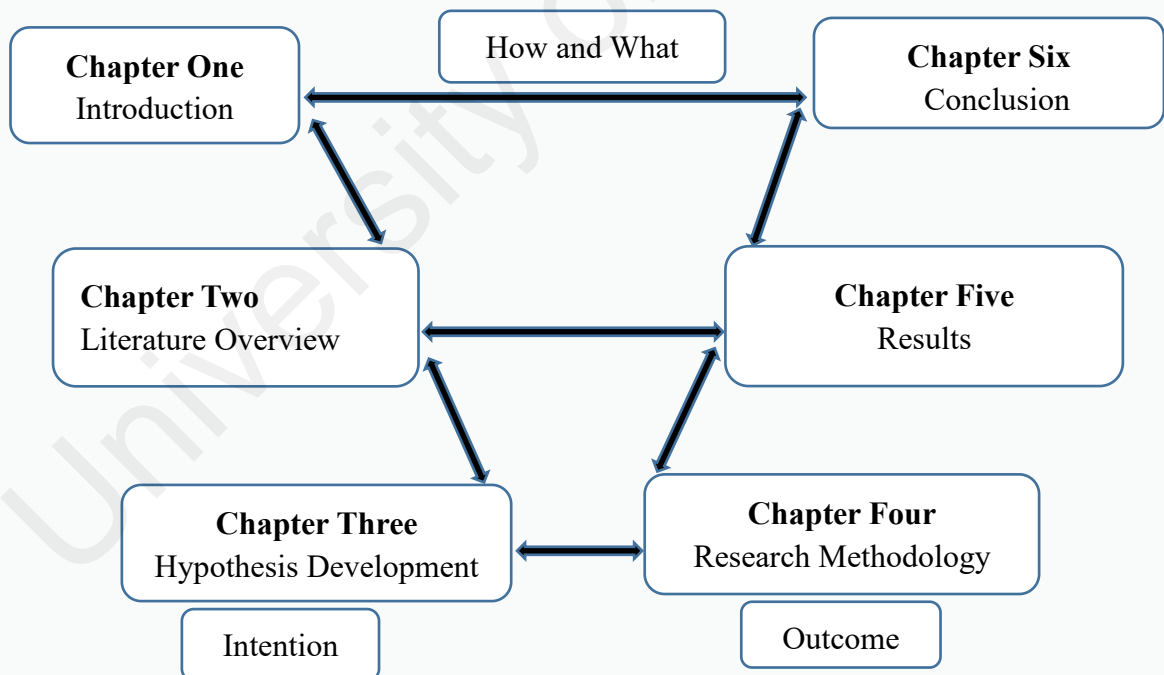 How and What
Chapter One
Introduction
Chapter Six
Conclusion
Chapter Two
Literature Overview
Chapter Five
Results
Chapter Three
Hypothesis Development
Chapter Four
Research Methodology
Intention
Outcome
University of